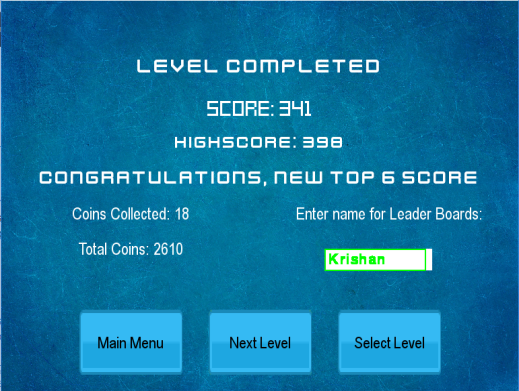 LEVEL COMPLETED
SCORE: 341
HIGHSCORE: 398
CONGRATULATIONS, NEW TOP 6 SCORE
Coins Collected: 18
Enter name for Leader Boards:
Total Coins: 2610
Krishan
Main Menu
Next Level
Select Level